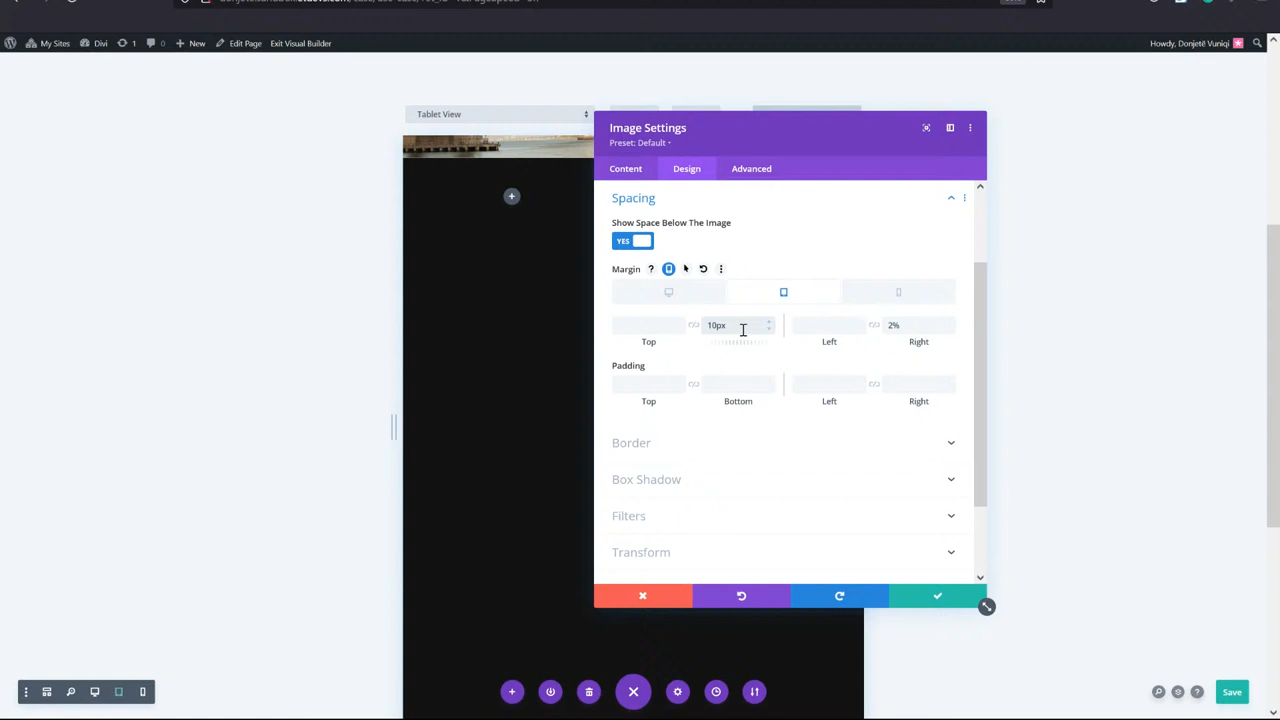 My Sites
Divi
1
0
New
Edit Page
Exit Visual Builder
Howdy, Donjetë Vuniqi
Tablet View
Image Settings
Preset: Default
Content
Design
Advanced
Spacing
Show Space Below The Image
YES
Margin
?
10px
2%
Top
Left
Right
Padding
Top
Bottom
Left
Right
Border
Box Shadow
Filters
Transform
?
Save